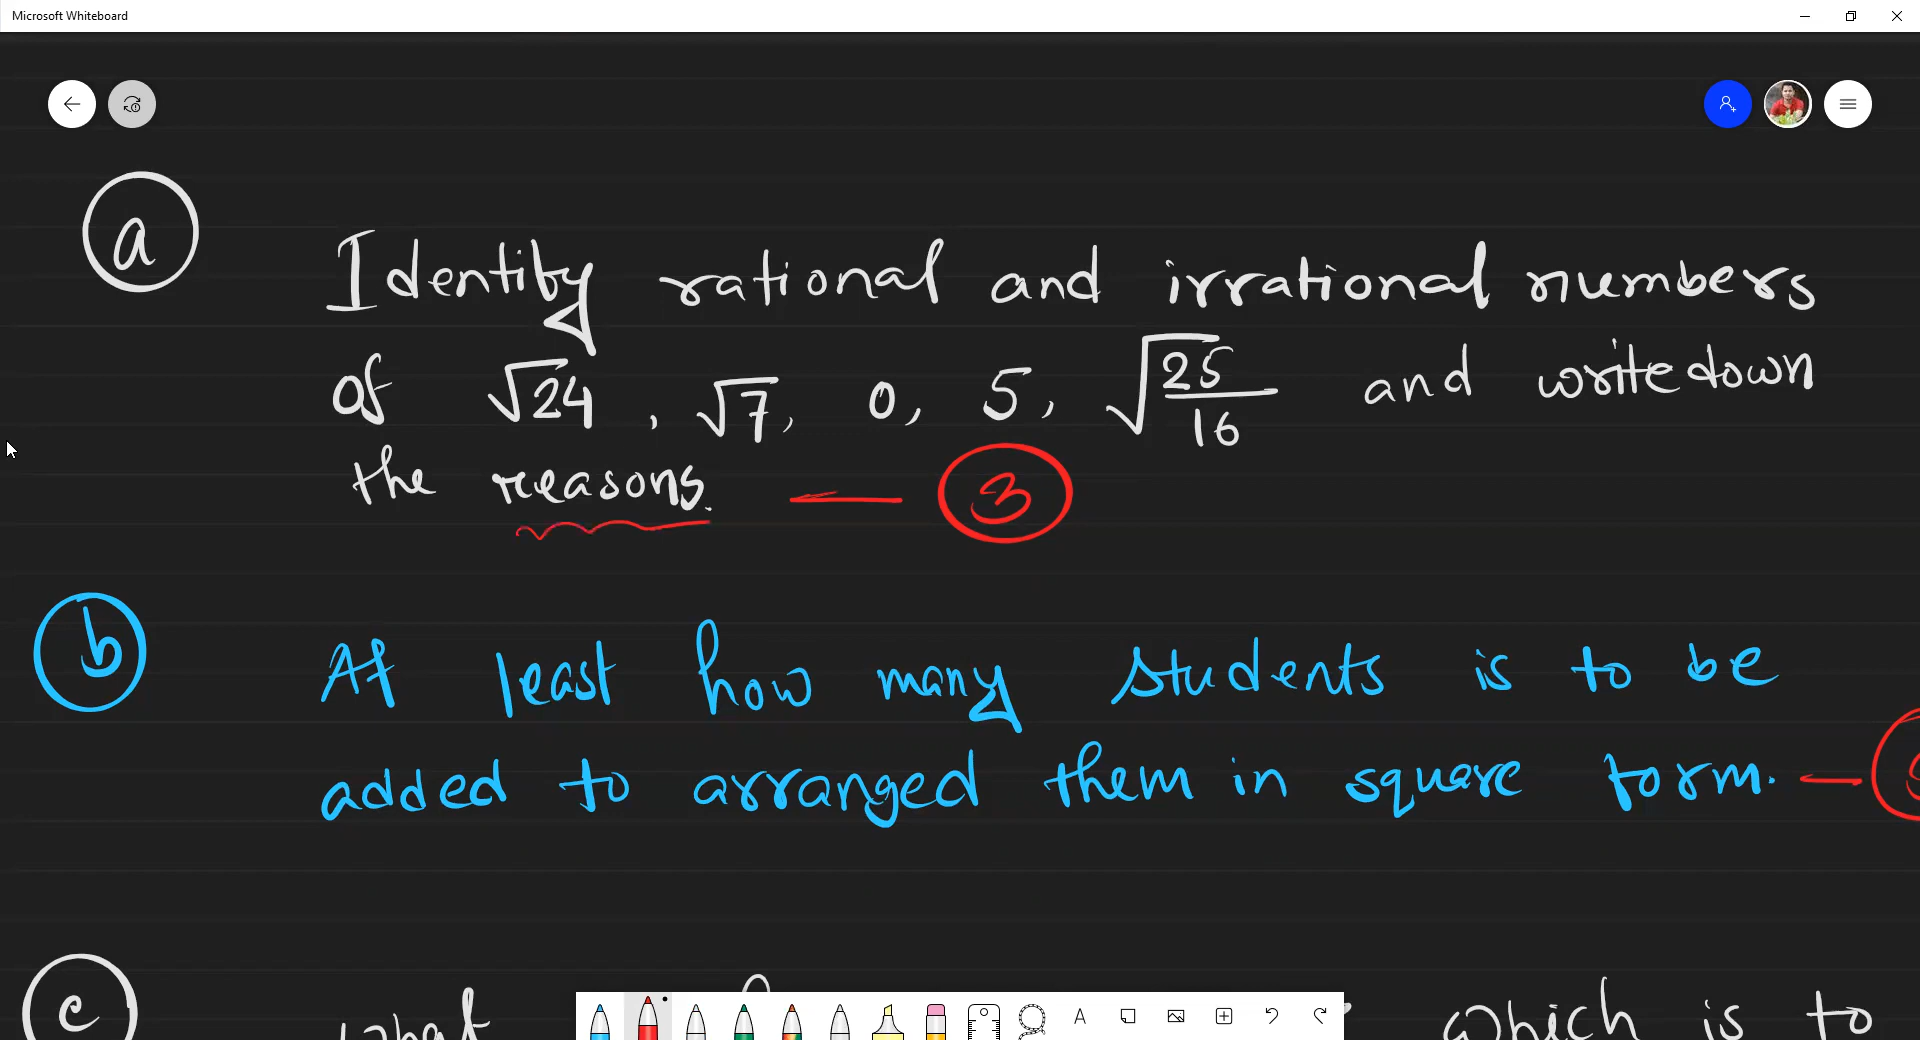 Microsoft Whiteboard
a
Identify rational and irrational numbers
of √24, √7, 0, 5, √25/16 and write down
the reasons. 3
b
At least how many students is to be
added to arranged them in square form.
c
what which is to